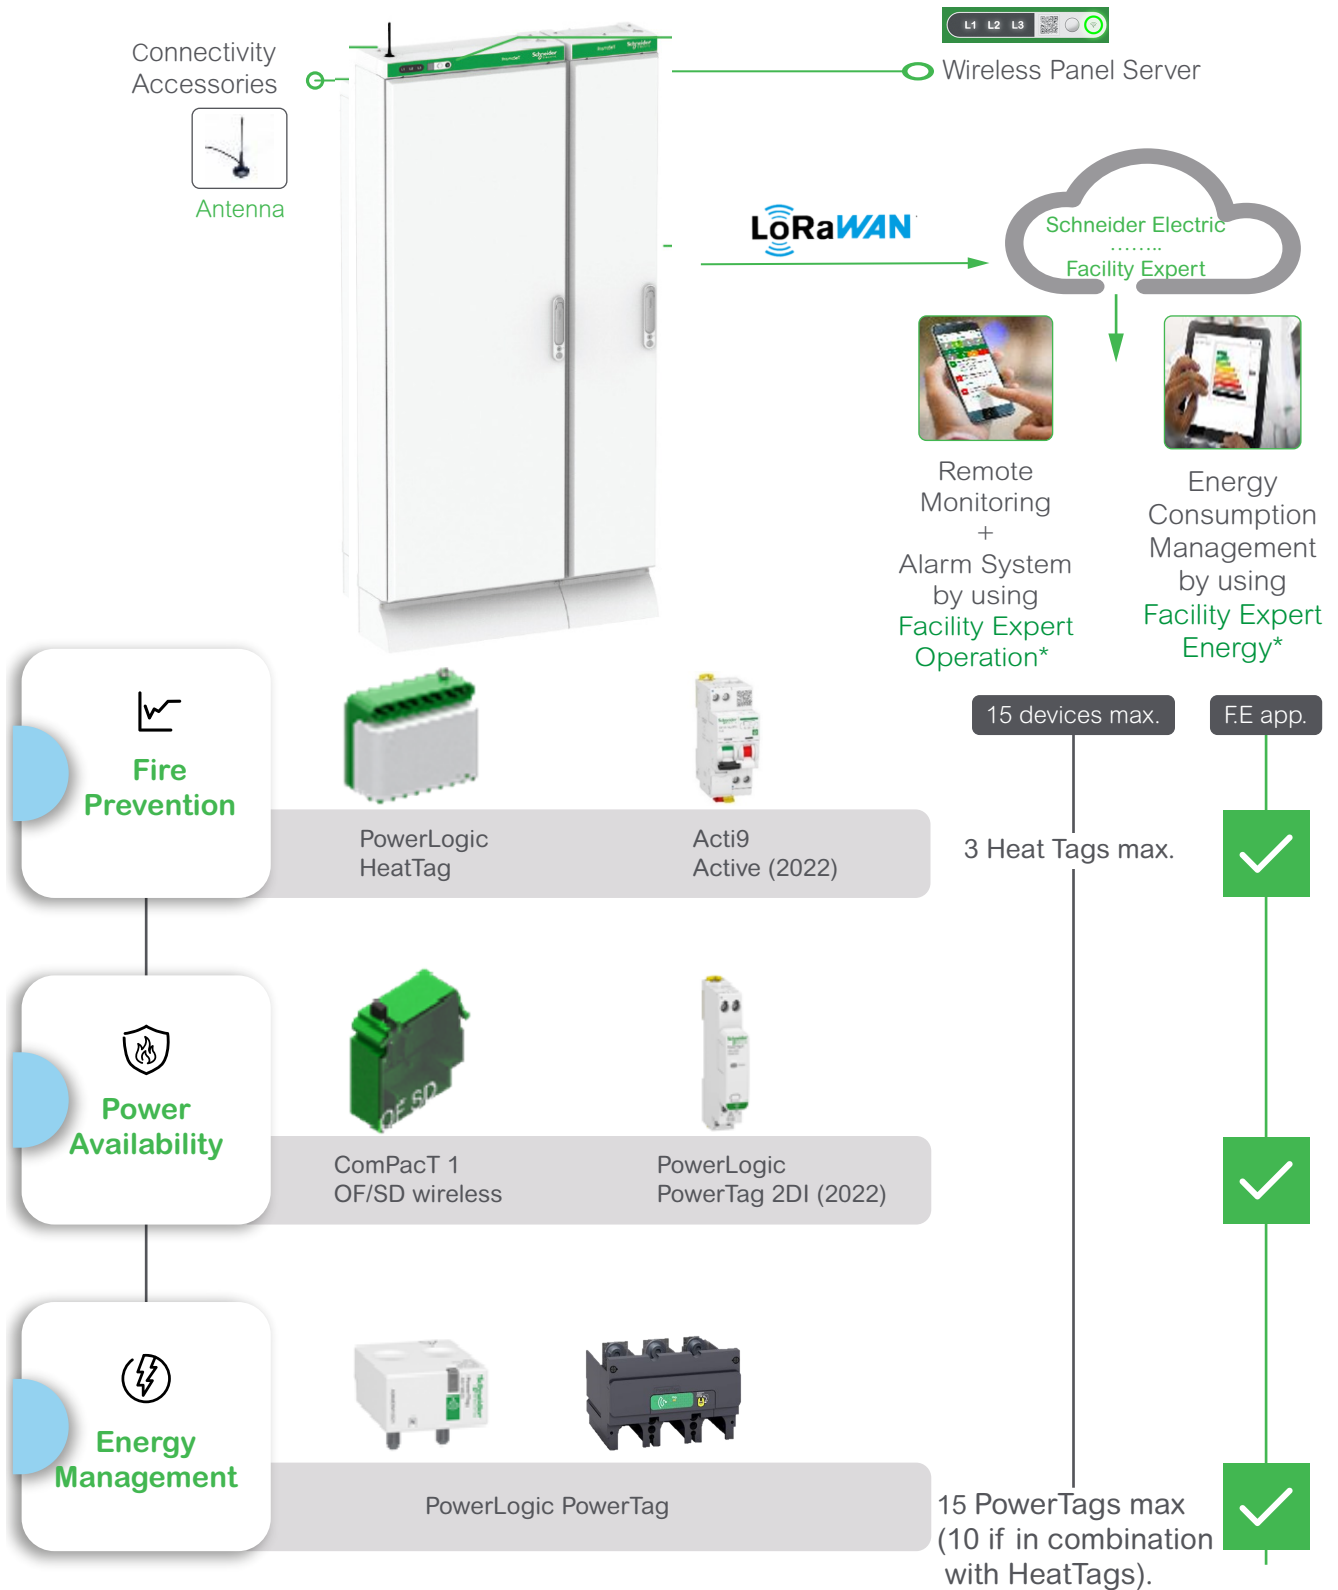 L1 L2 L3
Connectivity
Accessories
Wireless Panel Server
Antenna
LoRaWAN
Schneider Electric
........
Facility Expert
Remote
Monitoring
+
Alarm System
by using
Facility Expert
Operation*
Energy
Consumption
Management
by using
Facility Expert
Energy*
15 devices max.
F.E app.
Fire
Prevention
PowerLogic
HeatTag
Acti9
Active (2022)
3 Heat Tags max.
OF SD
Power
Availability
ComPacT 1
OF/SD wireless
PowerLogic
PowerTag 2DI (2022)
Schneider
Energy
Management
PowerLogic PowerTag
15 PowerTags max
(10 if in combination
with HeatTags).